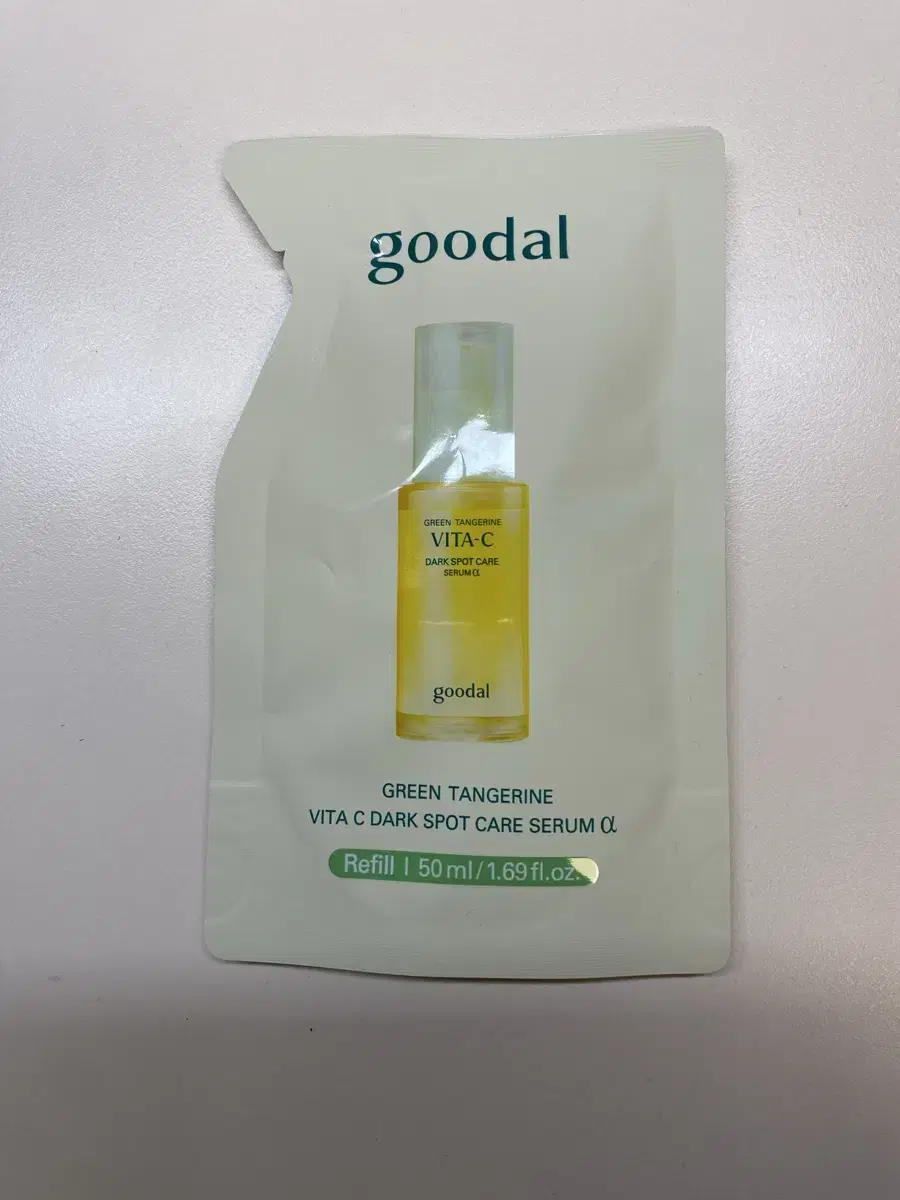 goodal
GREEN TANGERINE
VITA-C
DARK SPOT CARE
SERUM α
goodal
GREEN TANGERINE
VITA C DARK SPOT CARE SERUM α
Refill | 50 ml / 1.69 fl.oz.